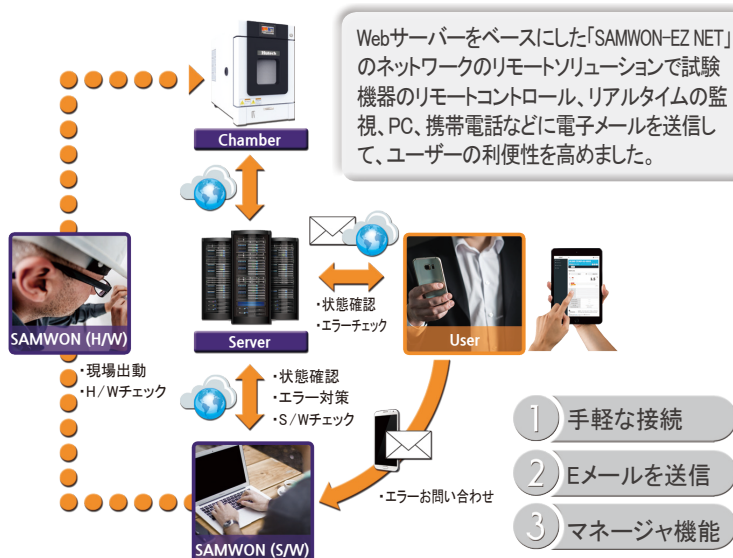 Webサーバーをベースにした「SAMWON-EZ NET」
のネットワークのリモートソリューションで試験
機器のリモートコントロール、リアルタイムの監
視、PC、携帯電話などに電子メールを送信し
て、ユーザーの利便性を高めました。
Chamber
・状態確認
・エラーチェック
SAMWON (H/W)
Server
User
・現場出動
・H/Wチェック
・状態確認
・エラー対策
・S/Wチェック
・エラーお問い合わせ
SAMWON (S/W)
1 手軽な接続
2 Eメールを送信
3 マネージャ機能